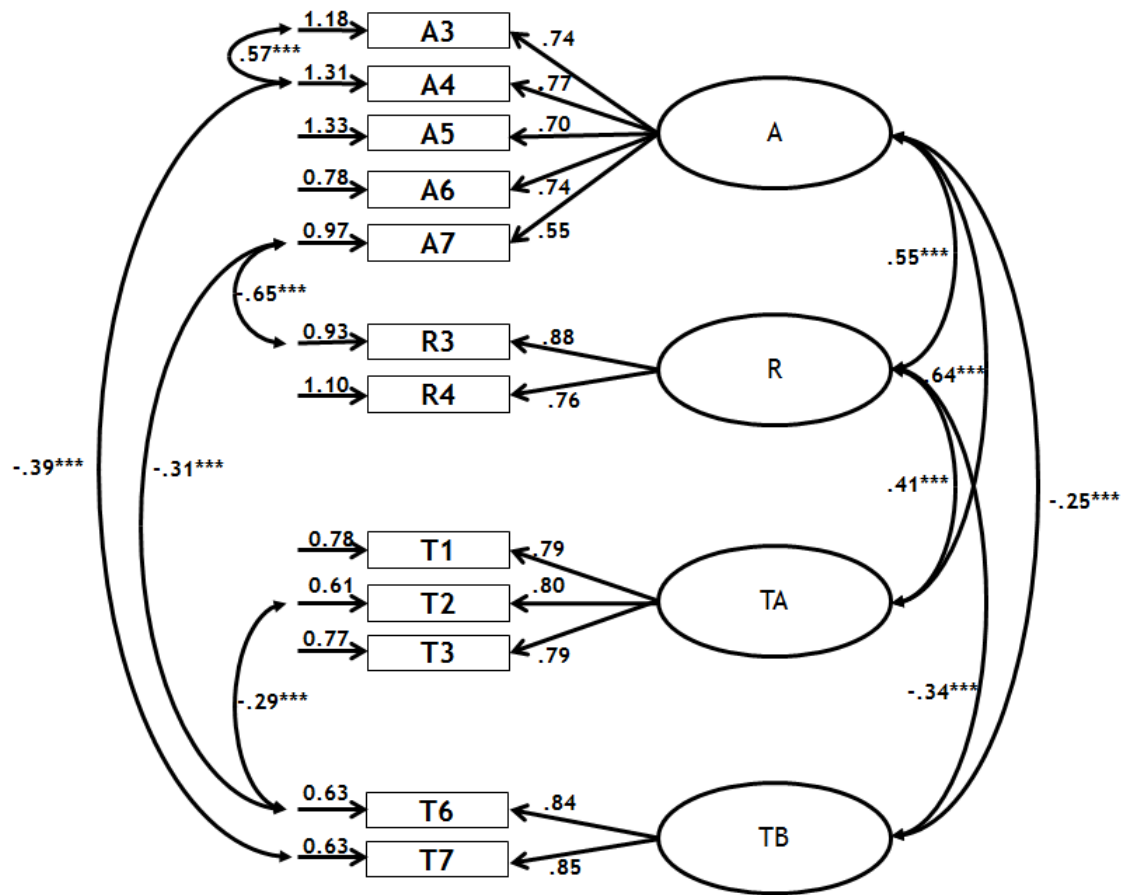 1.18 A3 .74
.57***
1.31 A4 .77
A
1.33 A5 .70
0.78 A6 .74
0.97 A7 .55
.55***
-.65***
0.93 R3 .88
R
.64***
1.10 R4 .76
-.39*** -.31***
.41***
-.25***
0.78 T1 .79
0.61 T2 .80
TA
0.77 T3 .79
-.29***
-.34***
0.63 T6 .84
TB
0.63 T7 .85